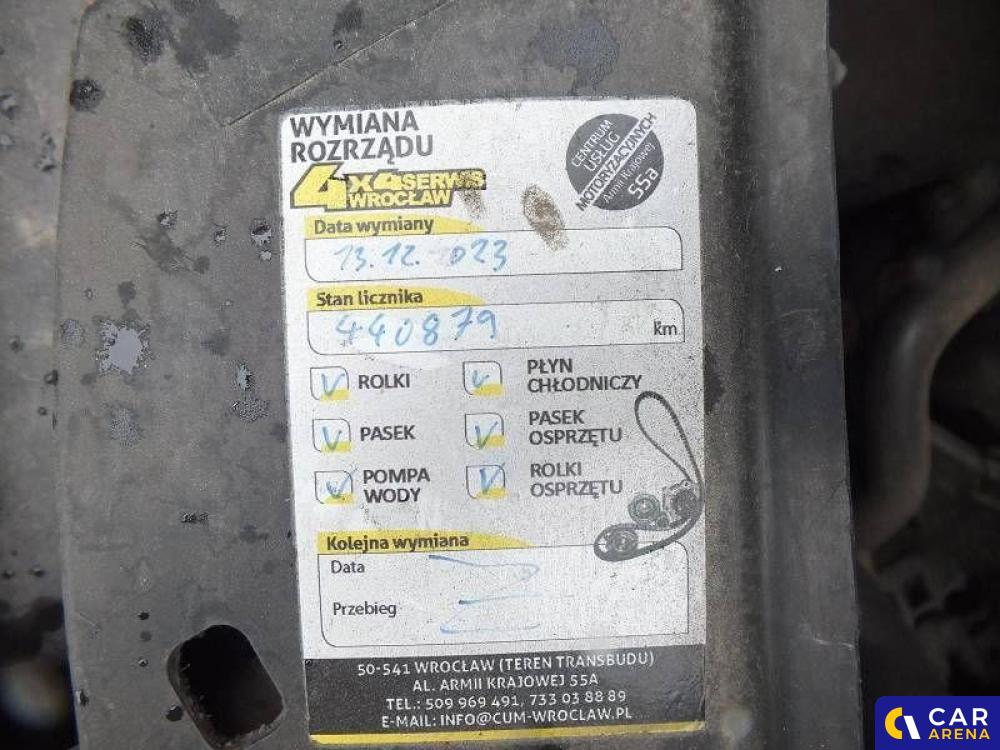 WYMIANA
ROZRZĄDU
4x4SERWIS
WROCŁAW
CENTRUM
USŁUG
MOTORYZACYJNYCH
Armii Krajowej
55a
Data wymiany
13.12. 023
Stan licznika
440879 km
ROLKI
PŁYN
CHŁODNICZY
PASEK
PASEK
OSPRZĘTU
POMPA
WODY
ROLKI
OSPRZĘTU
Kolejna wymiana
Data
Przebieg
50-541 WROCŁAW (TEREN TRANSBUDU)
AL. ARMII KRAJOWEJ 55A
TEL.: 509 969 491, 733 03 88 89
E-MAIL: INFO@CUM-WROCLAW.PL
CAR
ARENA